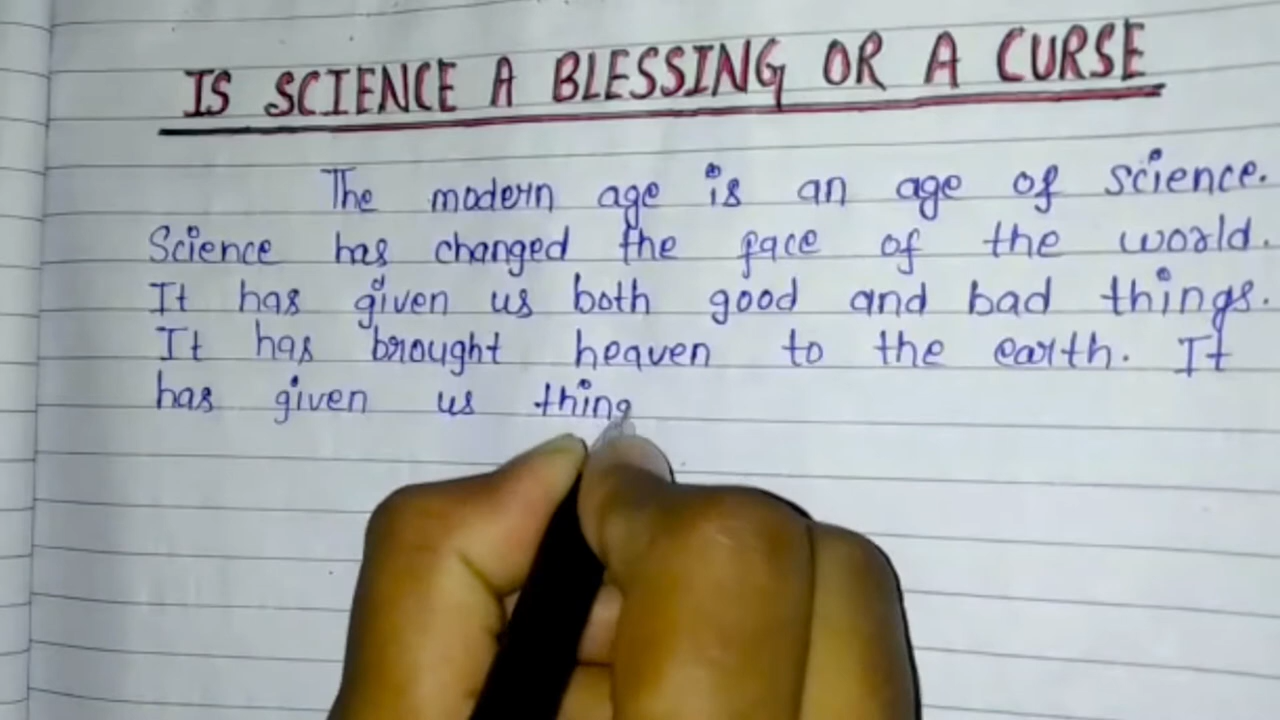 IS SCIENCE A BLESSING OR A CURSE
The modern age is an age of science.
Science has changed the face of the world.
It has given us both good and bad things.
It has brought heaven to the earth. It
has given us thing